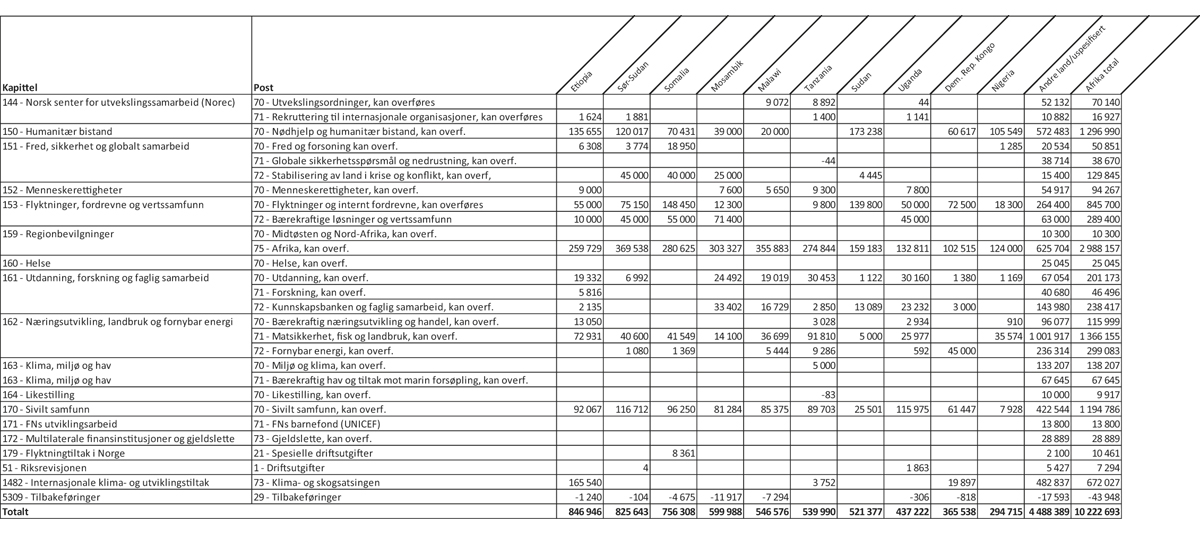 Kapittel Post Etiopia Sør-Sudan Somalia Mosambik Malawi Tanzania Sudan Uganda Dem. Rep. Kongo Nigeria Andre land/uspesifisert Afrika total
144 - Norsk senter for utvekslingssamarbeid (Norec) 70 - Utvekslingsordninger, kan overføres 9 072 8 892 44 52 132 70 140
71 - Rekruttering til internasjonale organisasjoner, kan overføres 1 624 1 881 1 400 1 141 10 882 16 927
150 - Humanitær bistand 70 - Nødhjelp og humanitær bistand, kan overf. 135 655 120 017 70 431 39 000 20 000 173 238 60 617 105 549 572 483 1 296 990
151 - Fred, sikkerhet og globalt samarbeid 70 - Fred og forsoning kan overf. 6 308 3 774 18 950 1 285 20 534 50 851
71 - Globale sikkerhetsspørsmål og nedrustning, kan overf. -44 38 714 38 670
72 - Stabilisering av land i krise og konflikt, kan overf, 45 000 40 000 25 000 4 445 15 400 129 845
152 - Menneskerettigheter 70 - Menneskerettigheter, kan overf. 9 000 7 600 5 650 9 300 7 800 54 917 94 267
153 - Flyktninger, fordrevne og vertssamfunn 70 - Flyktninger og internt fordrevne, kan overføres 55 000 75 150 148 450 12 300 9 800 139 800 50 000 72 500 18 300 264 400 845 700
72 - Bærekraftige løsninger og vertssamfunn 10 000 45 000 55 000 71 400 45 000 63 000 289 400
159 - Regionbevilgninger 70 - Midtøsten og Nord-Afrika, kan overf. 10 300 10 300
75 - Afrika, kan overf. 259 729 369 538 280 625 303 327 355 883 274 844 159 183 132 811 102 515 124 000 625 704 2 988 157
160 - Helse 70 - Helse, kan overf. 25 045 25 045
161 - Utdanning, forskning og faglig samarbeid 70 - Utdanning, kan overf. 19 332 6 992 24 492 19 019 30 453 1 122 30 160 1 380 1 169 67 054 201 173
71 - Forskning, kan overf. 5 816 40 680 46 496
72 - Kunnskapsbanken og faglig samarbeid, kan overf. 2 135 33 402 16 729 2 850 13 089 23 232 3 000 143 980 238 417
162 - Næringsutvikling, landbruk og fornybar energi 70 - Bærekraftig næringsutvikling og handel, kan overf. 13 050 3 028 2 934 910 96 077 115 999
71 - Matsikkerhet, fisk og landbruk, kan overf. 72 931 40 600 41 549 14 100 36 699 91 810 5 000 25 977 35 574 1 001 917 1 366 155
72 - Fornybar energi, kan overf. 1 080 1 369 5 444 9 286 592 45 000 236 314 299 083
163 - Klima, miljø og hav 70 - Miljø og klima, kan overf. 5 000 133 207 138 207
163 - Klima, miljø og hav 71 - Bærekraftig hav og tiltak mot marin forsøpling, kan overf. 67 645 67 645
164 - Likestilling 70 - Likestilling, kan overf. -83 10 000 9 917
170 - Sivilt samfunn 70 - Sivilt samfunn, kan overf. 92 067 116 712 96 250 81 284 85 375 89 703 25 501 115 975 61 447 7 928 422 544 1 194 786
171 - FNs utviklingsarbeid 71 - FNs barnefond (UNICEF) 13 800 13 800
172 - Multilaterale finansinstitusjoner og gjeldslette 73 - Gjeldslette, kan overf. 28 889 28 889
179 - Flyktningtiltak i Norge 21 - Spesielle driftsutgifter 8 361 2 100 10 461
51 - Riksrevisjonen 1 - Driftsutgifter 4 1 863 5 427 7 294
1482 - Internasjonale klima- og utviklingstiltak 73 - Klima- og skogsatsingen 165 540 3 752 19 897 482 837 672 027
5309 - Tilbakeføringer 29 - Tilbakeføringer -1 240 -104 -4 675 -11 917 -7 294 -306 -818 -17 593 -43 948
Totalt 846 946 825 643 756 308 599 988 546 576 539 990 521 377 437 222 365 538 294 715 4 488 389 10 222 693